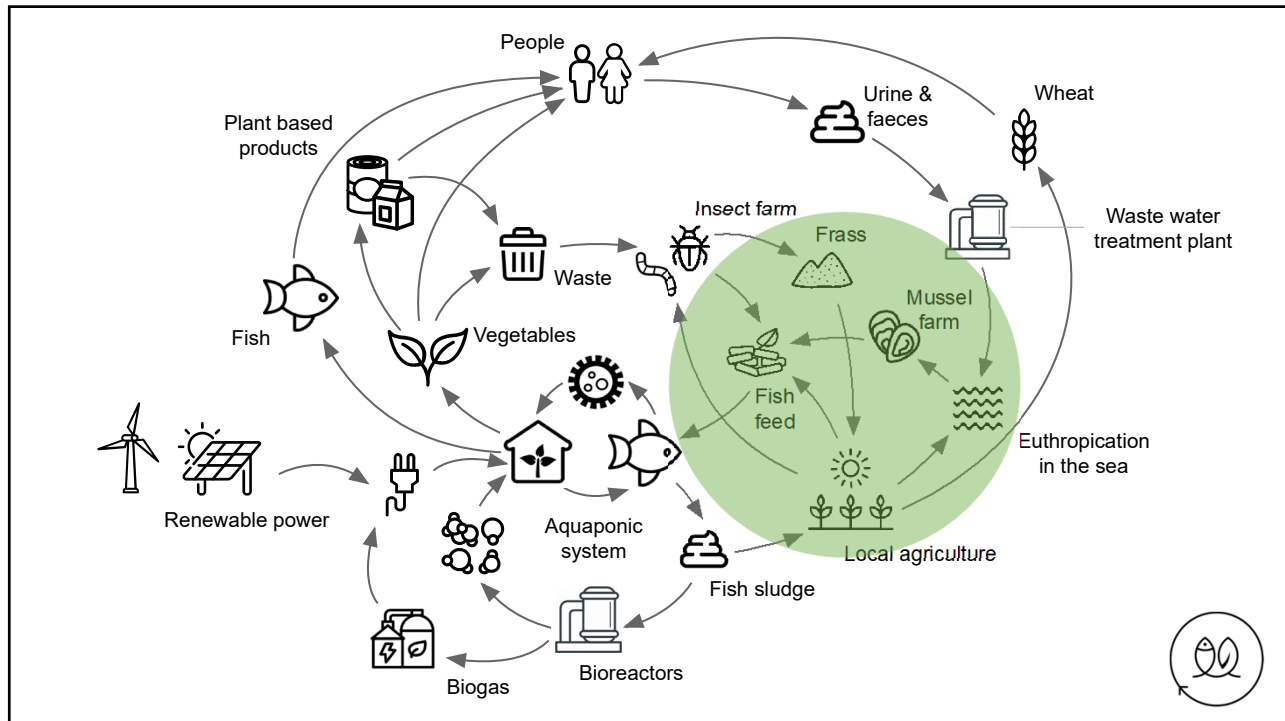 People
Urine &
faeces
Wheat
Plant based
products
Insect farm
Frass
Waste water
treatment plant
Waste
Mussel
farm
Fish
Vegetables
Fish
feed
Euthropication
in the sea
Renewable power
Aquaponic
system
Local agriculture
Fish sludge
Biogas
Bioreactors